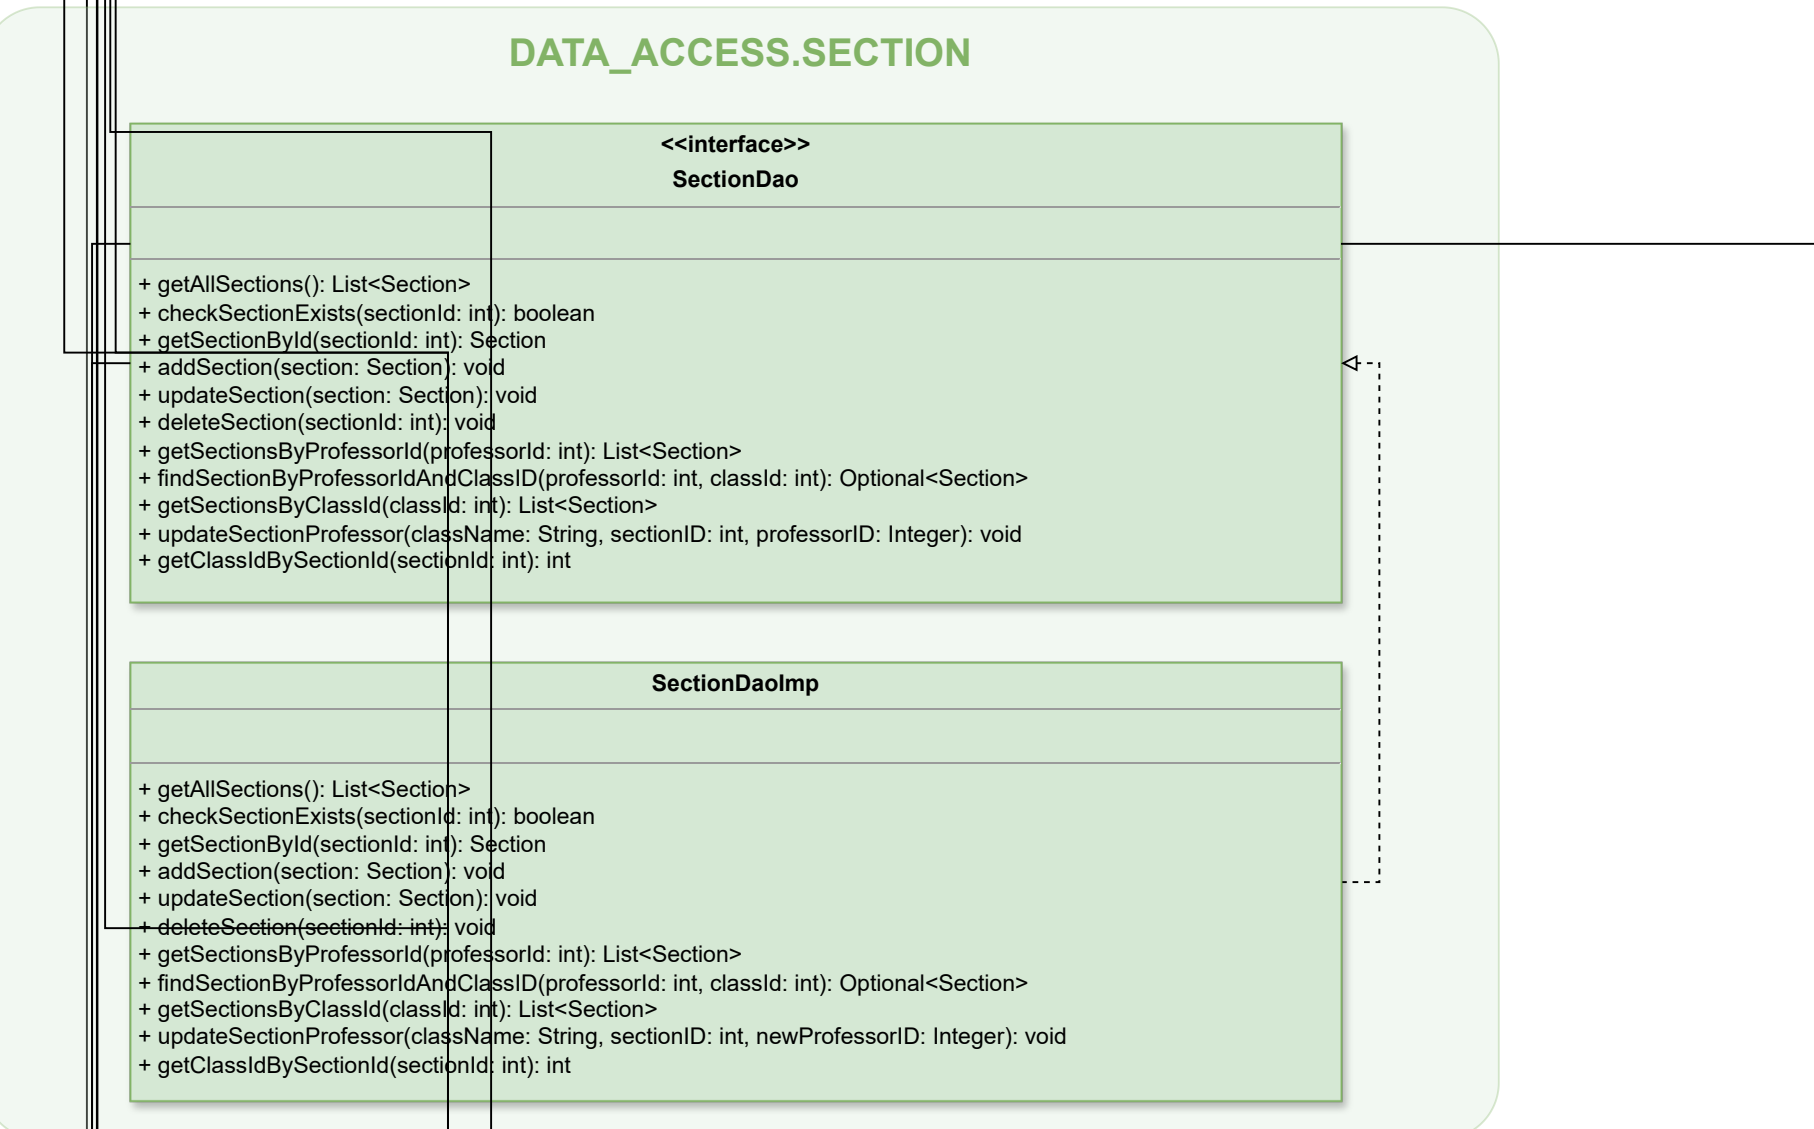 DATA_ACCESS.SECTION
<<interface>>
SectionDao
+ getAllSections(): List<Section>
+ checkSectionExists(sectionId: int): boolean
+ getSectionById(sectionId: int): Section
+ addSection(section: Section): void
+ updateSection(section: Section): void
+ deleteSection(sectionId: int): void
+ getSectionsByProfessorId(professorId: int): List<Section>
+ findSectionByProfessorIdAndClassID(professorId: int, classId: int): Optional<Section>
+ getSectionsByClassId(classId: int): List<Section>
+ updateSectionProfessor(className: String, sectionID: int, professorID: Integer): void
+ getClassIdBySectionId(sectionId: int): int
SectionDaoImp
+ getAllSections(): List<Section>
+ checkSectionExists(sectionId: int): boolean
+ getSectionById(sectionId: int): Section
+ addSection(section: Section): void
+ updateSection(section: Section): void
+ deleteSection(sectionId: int): void
+ getSectionsByProfessorId(professorId: int): List<Section>
+ findSectionByProfessorIdAndClassID(professorId: int, classId: int): Optional<Section>
+ getSectionsByClassId(classId: int): List<Section>
+ updateSectionProfessor(className: String, sectionID: int, newProfessorID: Integer): void
+ getClassIdBySectionId(sectionId: int): int